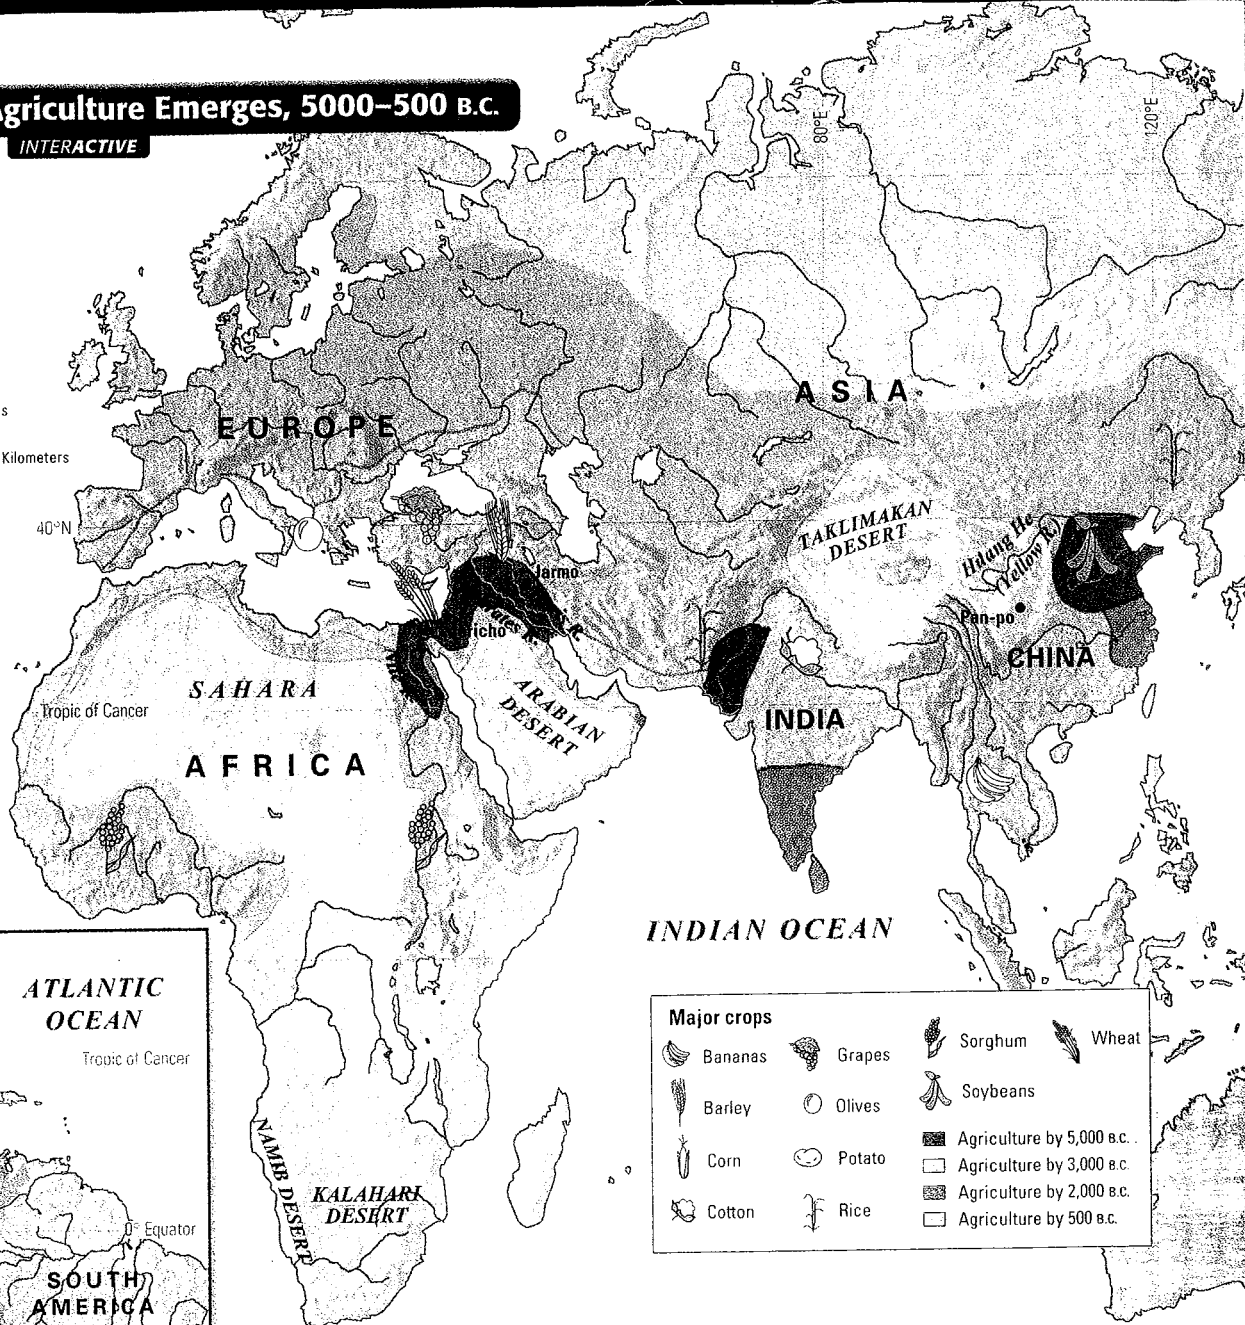 Agriculture Emerges, 5000–500 B.C.
INTERACTIVE
80°E
120°E
ASIA
s
EUROPE
Kilometers
40°N
TAKLIMAKAN
DESERT
Huang He
(Yellow R.)
Jarmo
Pan-po
CHINA
SAHARA
ARABIAN
DESERT
Tropic of Cancer
INDIA
AFRICA
INDIAN OCEAN
ATLANTIC
OCEAN
Tropic of Cancer
0° Equator
SOUTH
AMERICA
NAMIB DESERT
KALAHARI
DESERT
Major crops
Bananas
Barley
Corn
Cotton
Grapes
Olives
Potato
Rice
Sorghum
Wheat
Soybeans
Agriculture by 5,000 B.C.
Agriculture by 3,000 B.C.
Agriculture by 2,000 B.C.
Agriculture by 500 B.C.